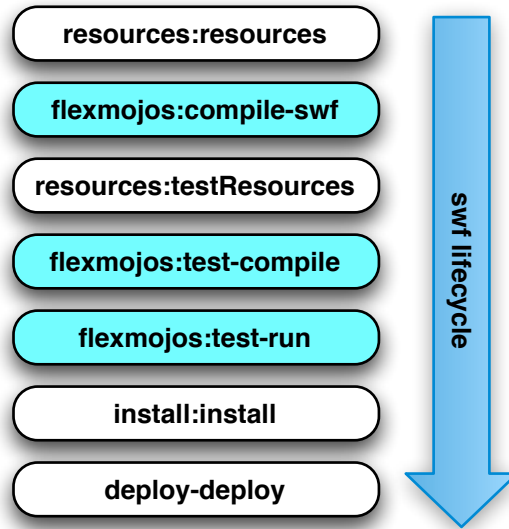 resources:resources
flexmojos:compile-swf
resources:testResources
flexmojos:test-compile
flexmojos:test-run
install:install
deploy-deploy
swf lifecycle